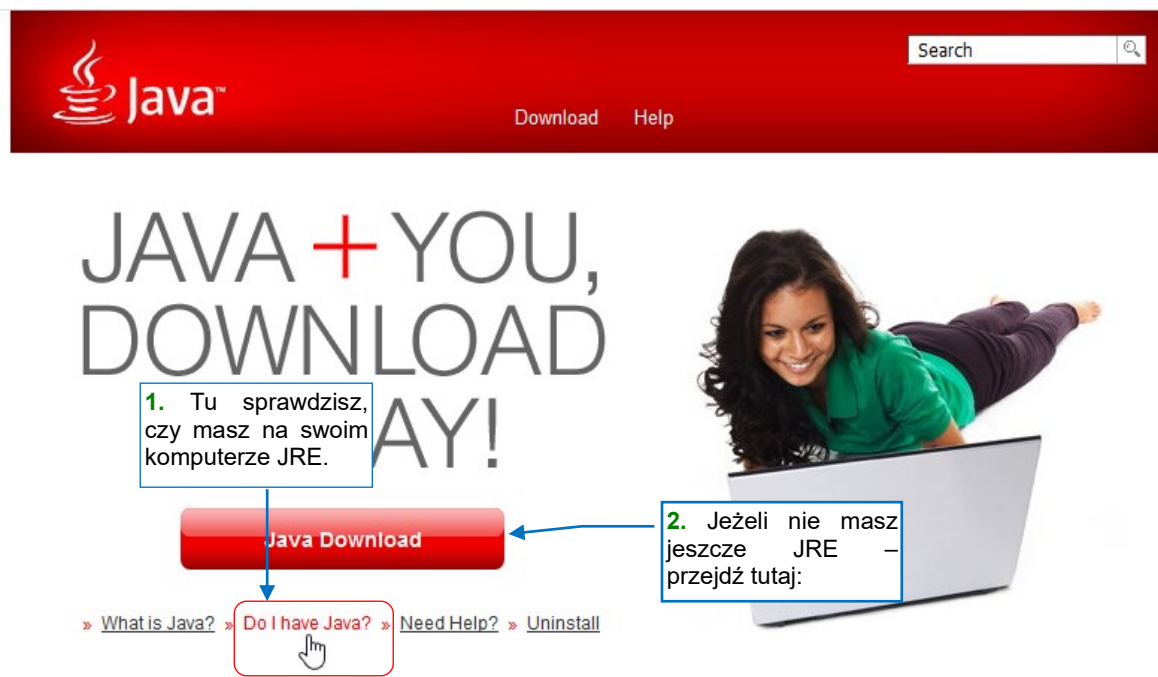 Search
Java™
Download Help
JAVA + YOU,
DOWNLOAD
AY!
1. Tu sprawdzisz,
czy masz na swoim
komputerze JRE.
Java Download
2. Jeżeli nie masz
jeszcze JRE –
przejdź tutaj:
» What is Java? » Do I have Java? » Need Help? » Uninstall